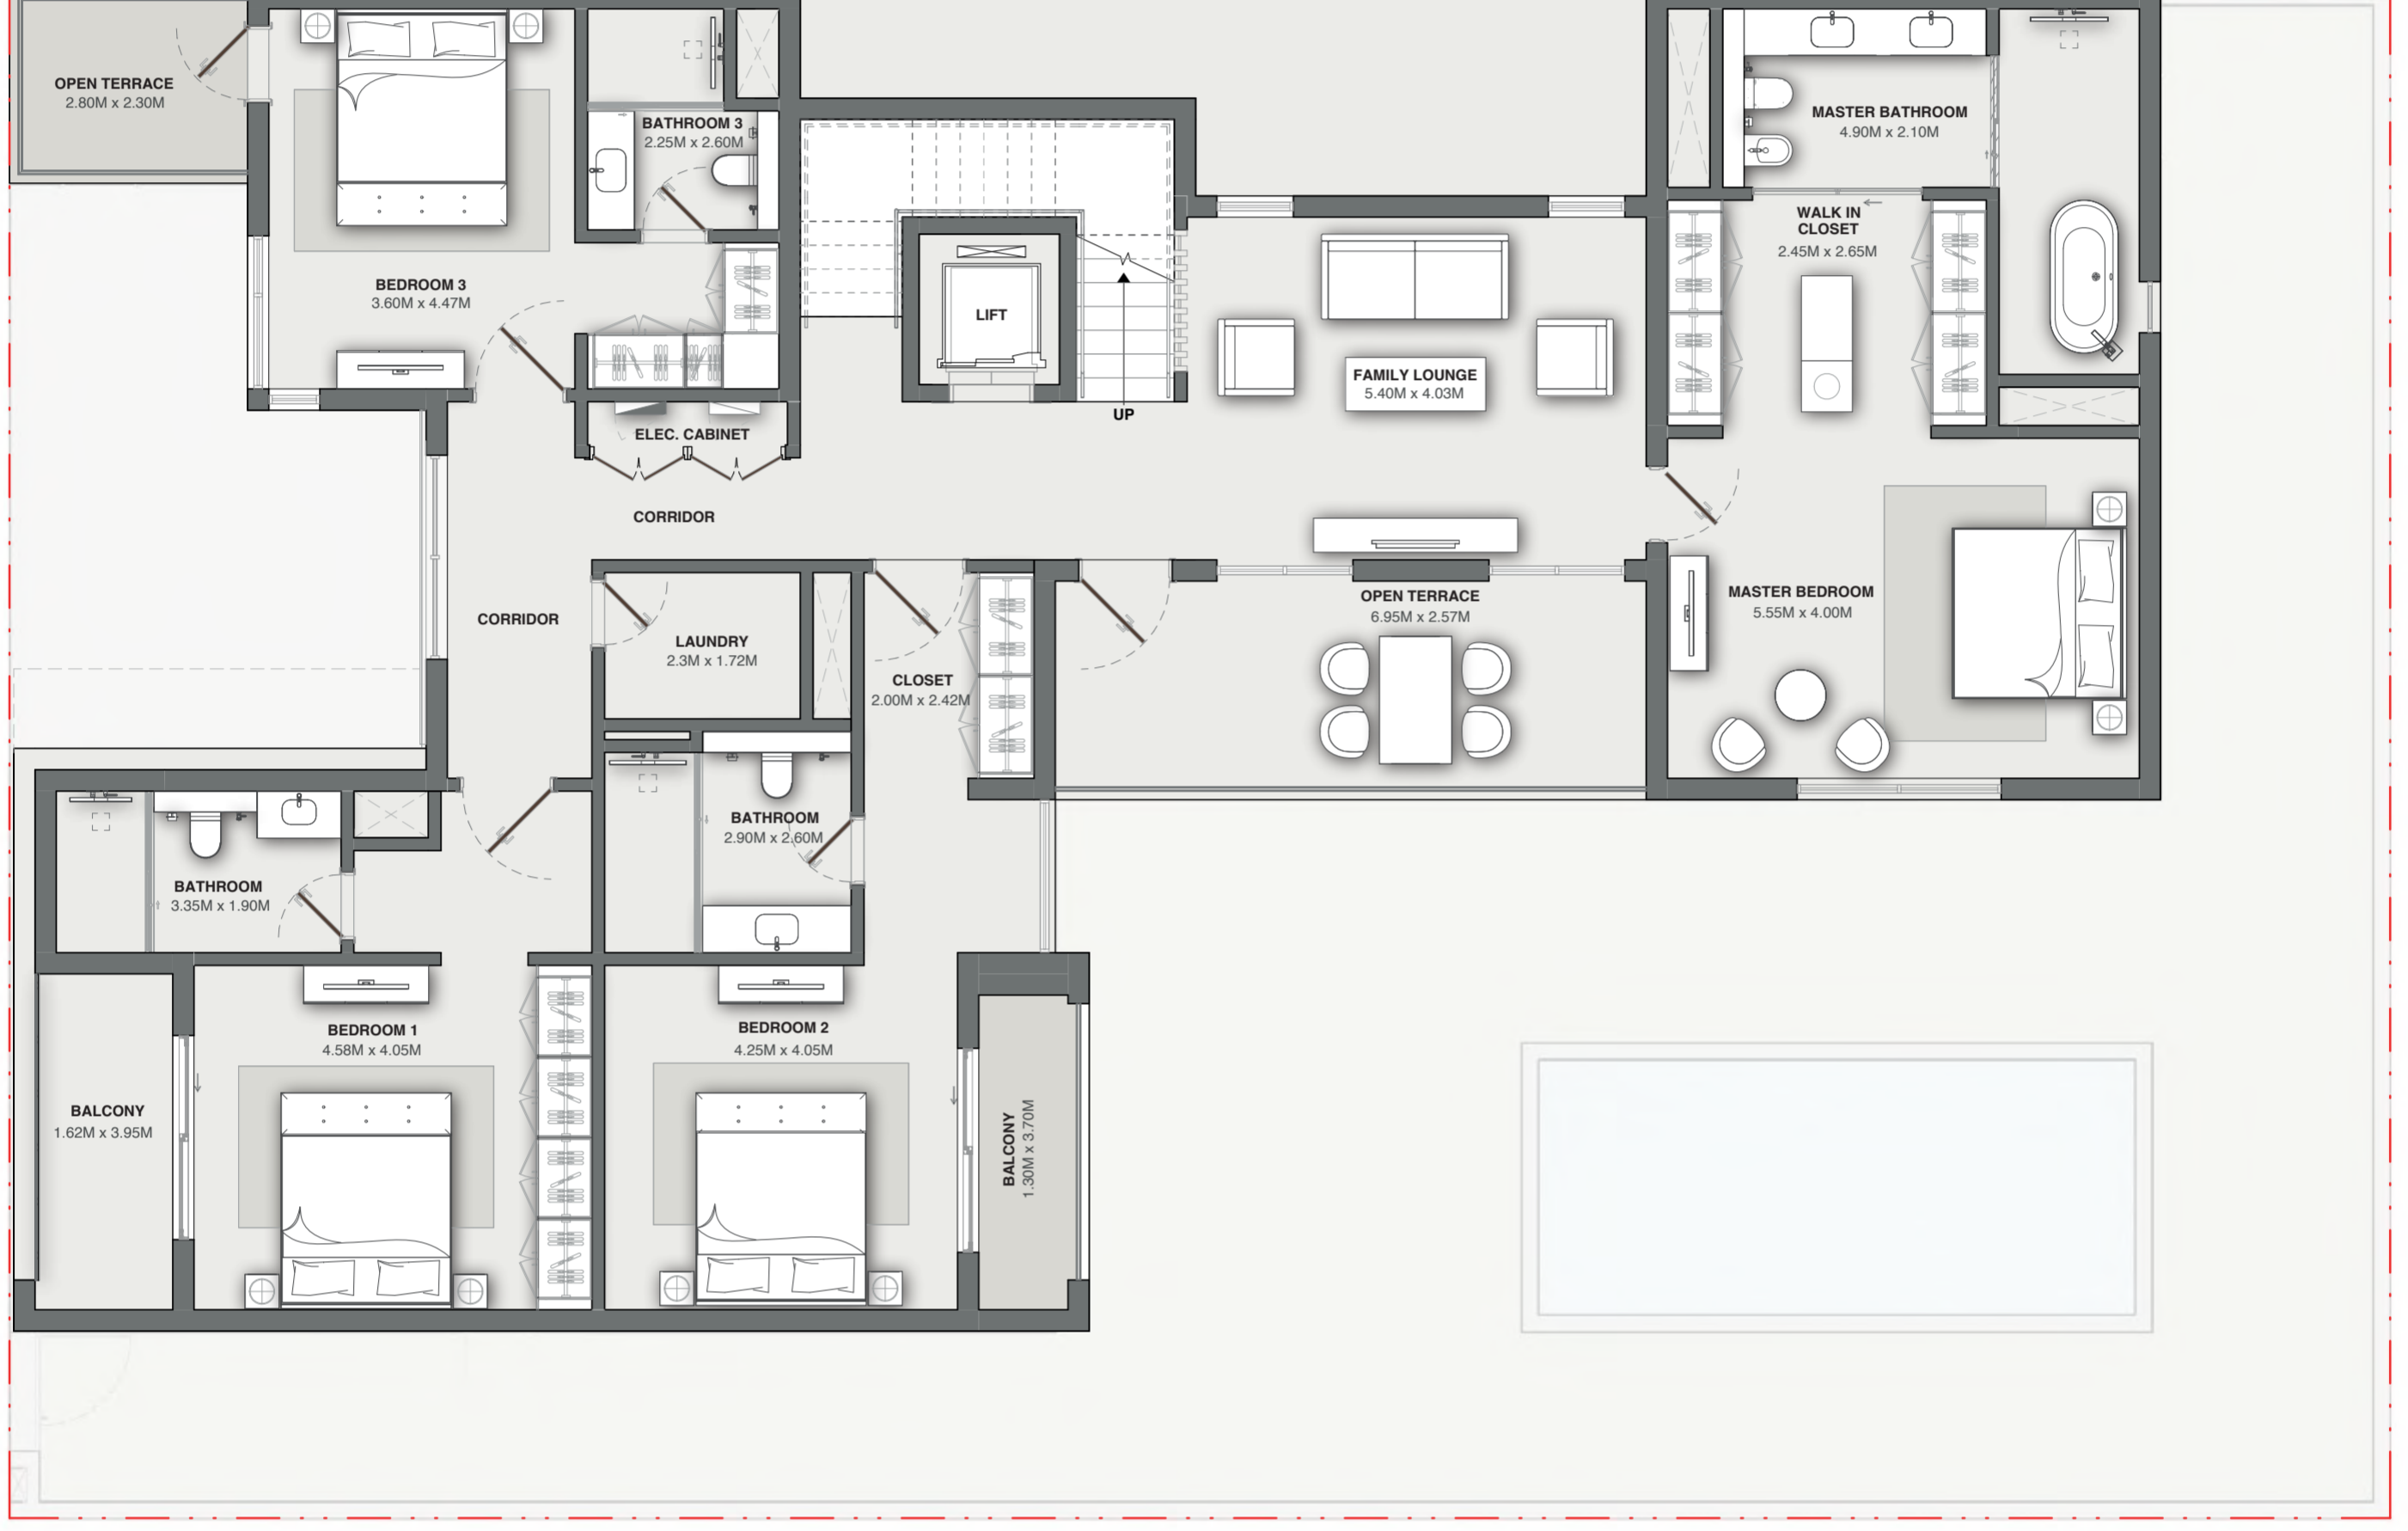 OPEN TERRACE
2.80M x 2.30M
BATHROOM 3
2.25M x 2.60M
MASTER BATHROOM
4.90M x 2.10M
WALK IN
CLOSET
2.45M x 2.65M
BEDROOM 3
3.60M x 4.47M
LIFT
FAMILY LOUNGE
5.40M x 4.03M
UP
ELEC. CABINET
CORRIDOR
CORRIDOR
LAUNDRY
2.3M x 1.72M
CLOSET
2.00M x 2.42M
OPEN TERRACE
6.95M x 2.57M
MASTER BEDROOM
5.55M x 4.00M
BATHROOM
2.90M x 2.60M
BATHROOM
3.35M x 1.90M
BEDROOM 1
4.58M x 4.05M
BEDROOM 2
4.25M x 4.05M
BALCONY
1.62M x 3.95M
BALCONY
1.30M x 3.70M